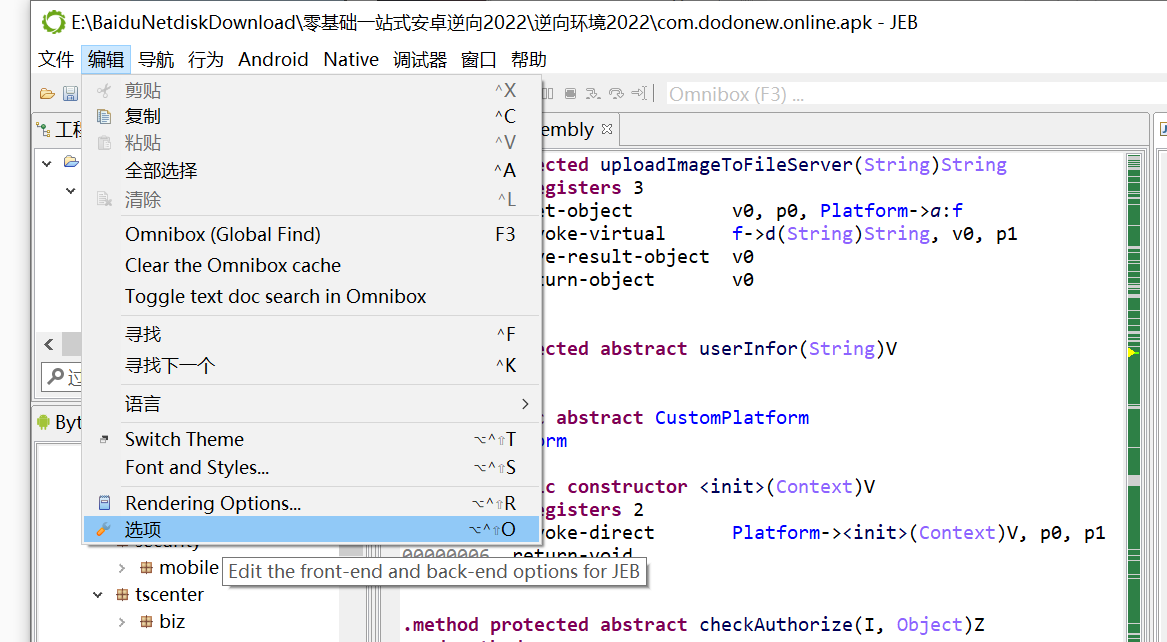 E:\BaiduNetdiskDownload\零基础一站式安卓逆向2022\逆向环境2022\com.dodonew.online.apk - JEB
文件 编辑 导航 行为 Android Native 调试器 窗口 帮助
Omnibox (F3) ...
剪贴 ^X
复制 ^C
粘贴 ^V
全部选择 ^A
清除 ^L
Omnibox (Global Find) F3
Clear the Omnibox cache
Toggle text doc search in Omnibox
寻找 ^F
寻找下一个 ^K
语言
Switch Theme ⌥^⇧T
Font and Styles... ⌥^⇧S
Rendering Options... ⌥^⇧R
选项 ⌥^⇧O
Edit the front-end and back-end options for JEB
工程
Byt
mobile
tscenter
biz
embly
ected uploadImageToFileServer(String)String
egisters 3
et-object v0, p0, Platform->a:f
voke-virtual f->d(String)String, v0, p1
ve-result-object v0
turn-object v0
ected abstract userInfor(String)V
c abstract CustomPlatform
orm
ic constructor <init>(Context)V
egisters 2
voke-direct Platform-><init>(Context)V, p0, p1
00000006 return-void
.method protected abstract checkAuthorize(I, Object)Z